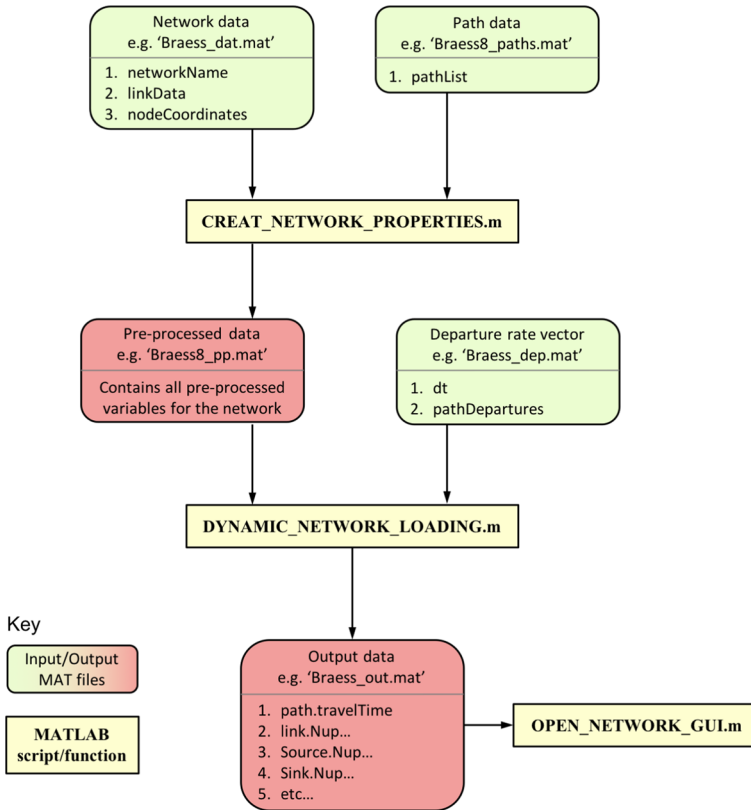 Network data
e.g. ‘Braess_dat.mat’
1. networkName
2. linkData
3. nodeCoordinates
Path data
e.g. ‘Braess8_paths.mat’
1. pathList
CREAT_NETWORK_PROPERTIES.m
Pre-processed data
e.g. ‘Braess8_pp.mat’
Contains all pre-processed
variables for the network
Departure rate vector
e.g. ‘Braess_dep.mat’
1. dt
2. pathDepartures
DYNAMIC_NETWORK_LOADING.m
Key
Input/Output
MAT files
MATLAB
script/function
Output data
e.g. ‘Braess_out.mat’
1. path.travelTime
2. link.Nup...
3. Source.Nup...
4. Sink.Nup...
5. etc...
OPEN_NETWORK_GUI.m